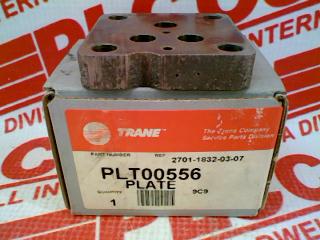 TRANE
The Trane Company
Service Parts Division
PART NUMBER REF 2701-1832-03-07
PLT00556
PLATE
QUANTITY 9C9
1